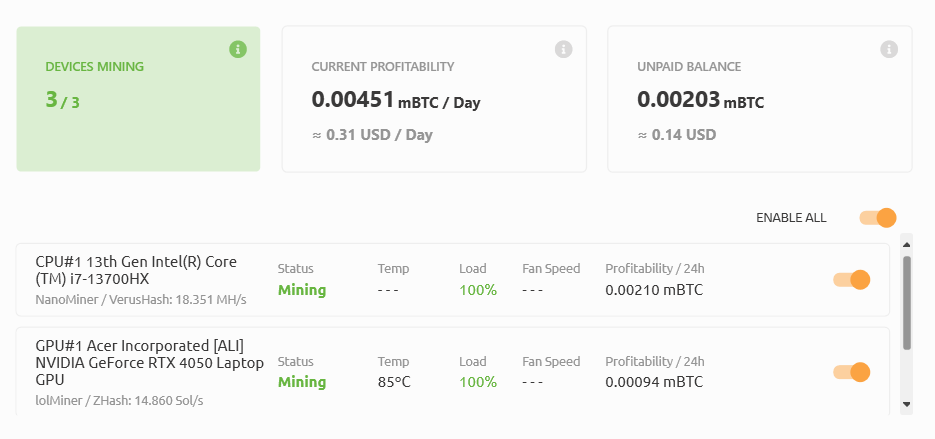 DEVICES MINING
3 / 3
CURRENT PROFITABILITY
0.00451 mBTC / Day
≈ 0.31 USD / Day
UNPAID BALANCE
0.00203 mBTC
≈ 0.14 USD
ENABLE ALL
CPU#1 13th Gen Intel(R) Core
(TM) i7-13700HX
NanoMiner / VerusHash: 18.351 MH/s
Status
Mining
Temp
- - -
Load
100%
Fan Speed
- - -
Profitability / 24h
0.00210 mBTC
GPU#1 Acer Incorporated [ALI]
NVIDIA GeForce RTX 4050 Laptop
GPU
lolMiner / ZHash: 14.860 Sol/s
Status
Mining
Temp
85°C
Load
100%
Fan Speed
- - -
Profitability / 24h
0.00094 mBTC